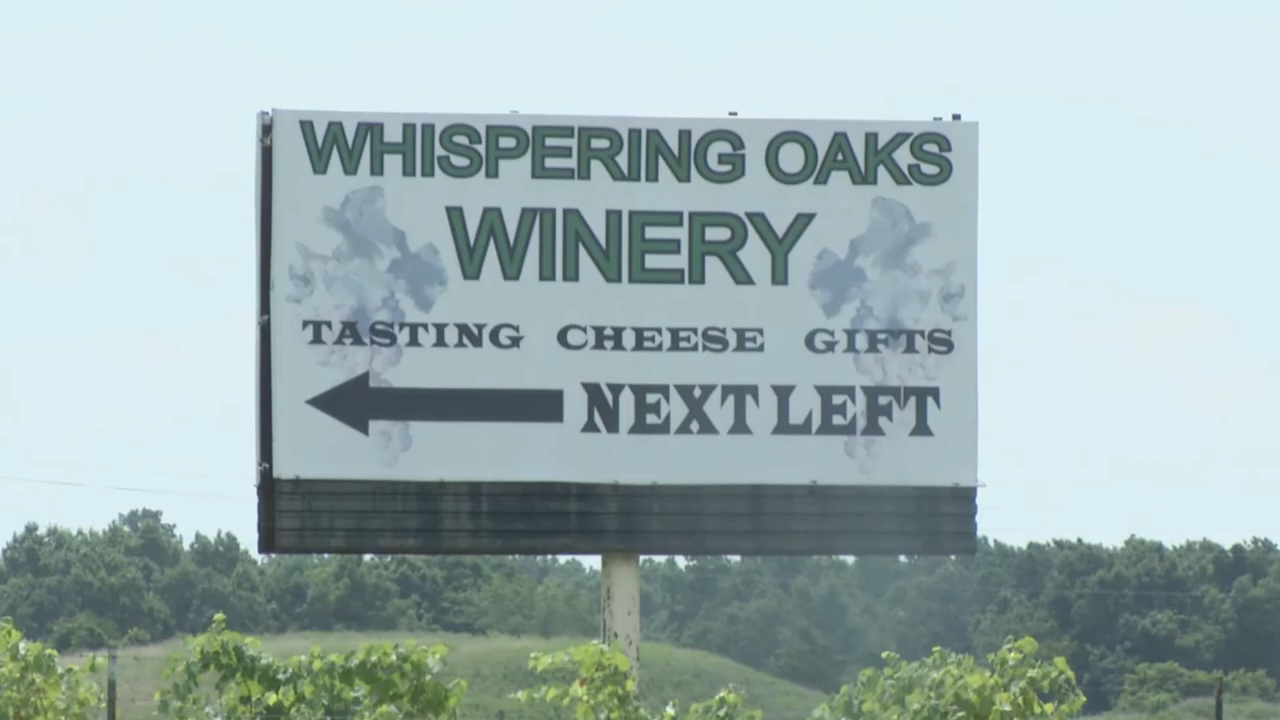 WHISPERING OAKS
WINERY
TASTING CHEESE GIFTS
NEXT LEFT